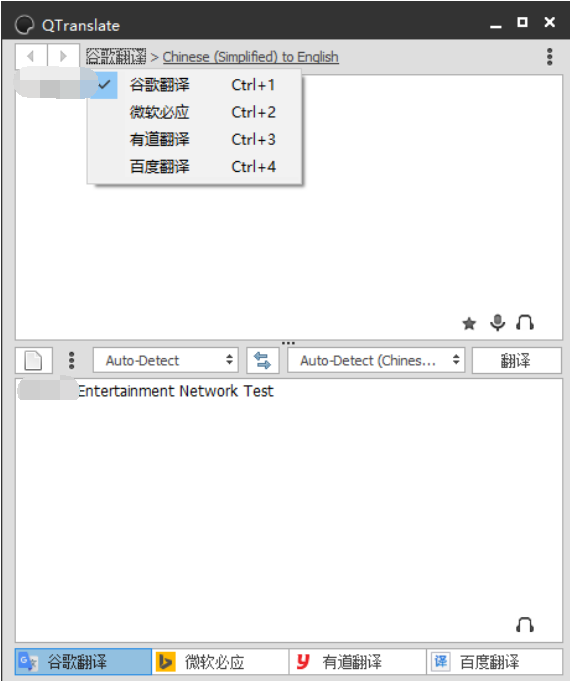 QTranslate
谷歌翻译 > Chinese (Simplified) to English
谷歌翻译 Ctrl+1
微软必应 Ctrl+2
有道翻译 Ctrl+3
百度翻译 Ctrl+4
Auto-Detect Auto-Detect (Chines... 翻译
Entertainment Network Test
谷歌翻译 微软必应 有道翻译 译 百度翻译